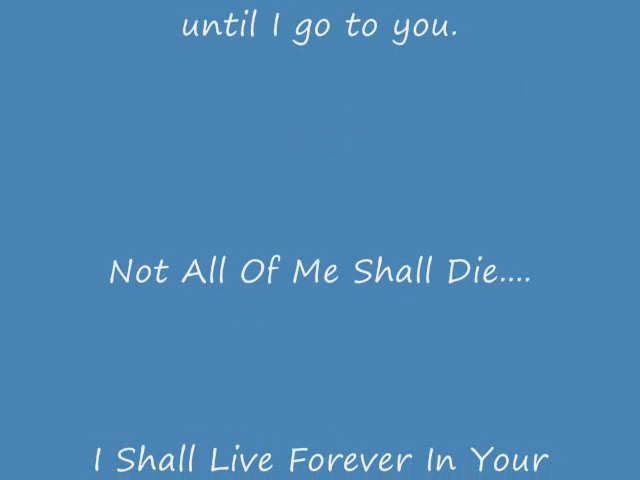 until I go to you.
Not All Of Me Shall Die....
I Shall Live Forever In Your